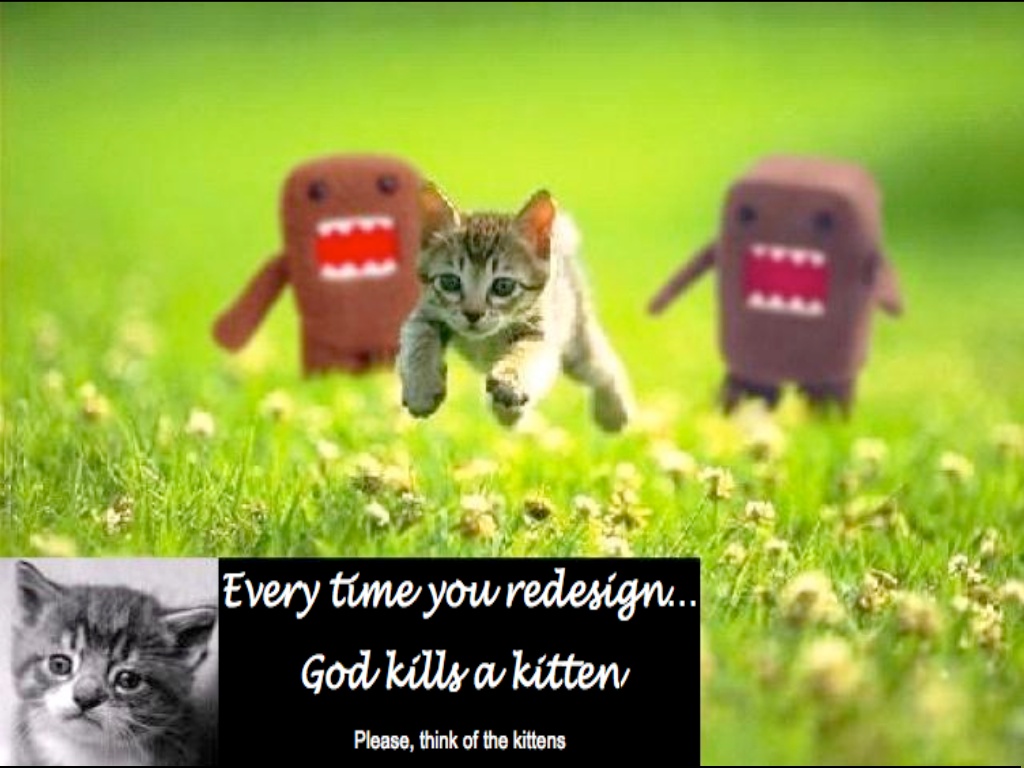 Every time you redesign...
God kills a kitten
Please, think of the kittens